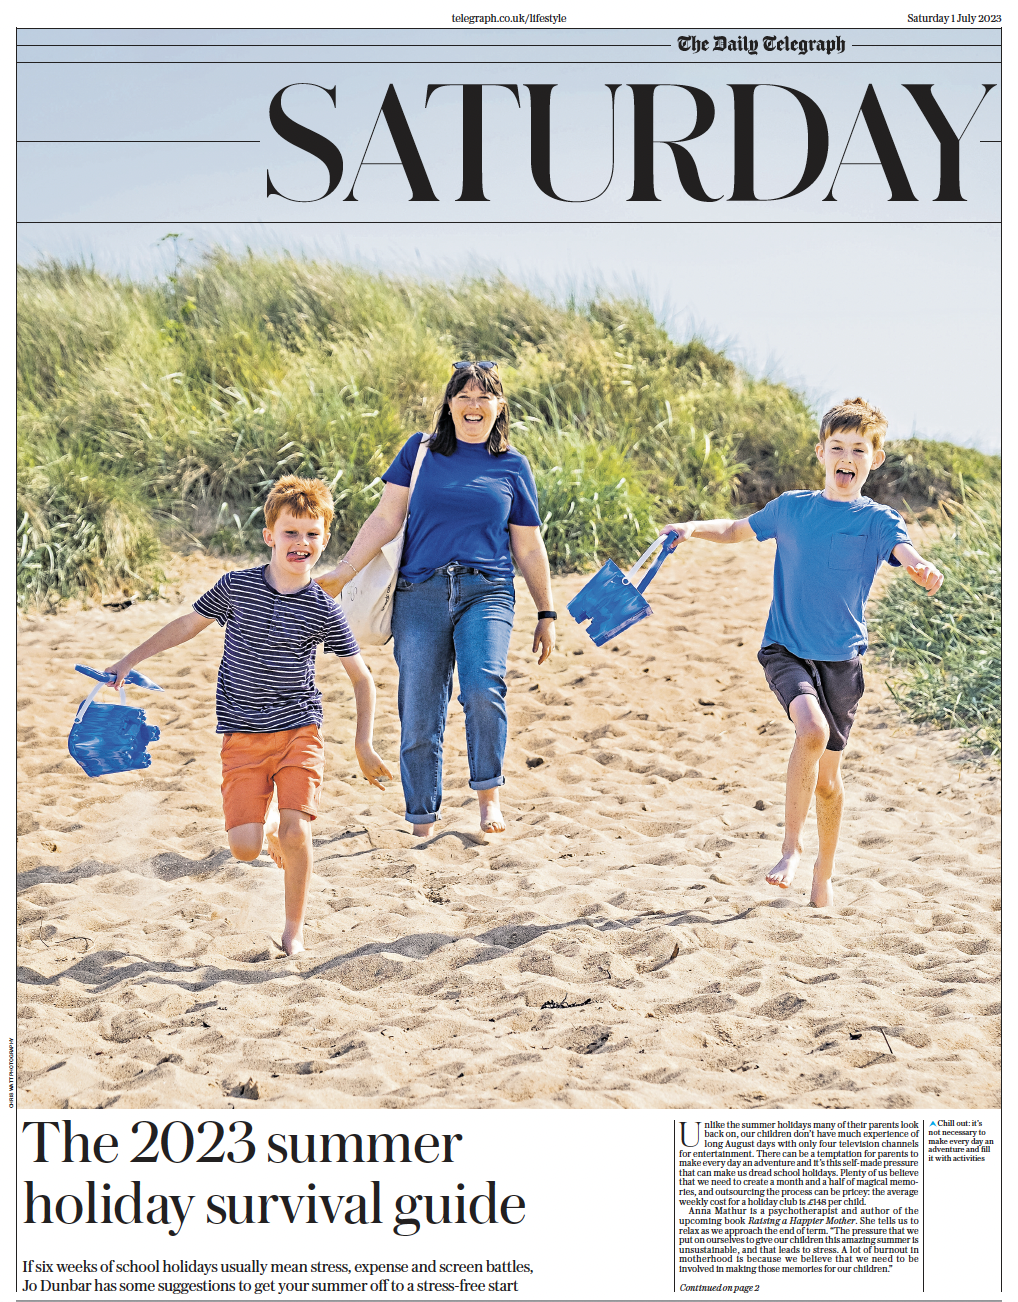 telegraph.co.uk/lifestyle
Saturday 1 July 2023
The Daily Telegraph
SATURDAY
CHRIS WATT PHOTOGRAPHY
The 2023 summer
holiday survival guide
If six weeks of school holidays usually mean stress, expense and screen battles,
Jo Dunbar has some suggestions to get your summer off to a stress-free start
Unlike the summer holidays many of their parents look
back on, our children don’t have much experience of
long August days with only four television channels
for entertainment. There can be a temptation for parents to
make every day an adventure and it’s this self-made pressure
that can make us dread school holidays. Plenty of us believe
that we need to create a month and a half of magical memo-
ries, and outsourcing the process can be pricey: the average
weekly cost for a holiday club is £148 per child.
Anna Mathur is a psychotherapist and author of the
upcoming book Raising a Happier Mother. She tells us to
relax as we approach the end of term. “The pressure that we
put on ourselves to give our children this amazing summer is
unsustainable, and that leads to stress. A lot of burnout in
motherhood is because we believe that we need to be
involved in making those memories for our children.”
Continued on page 2
Chill out: it’s
not necessary to
make every day an
adventure and fill
it with activities